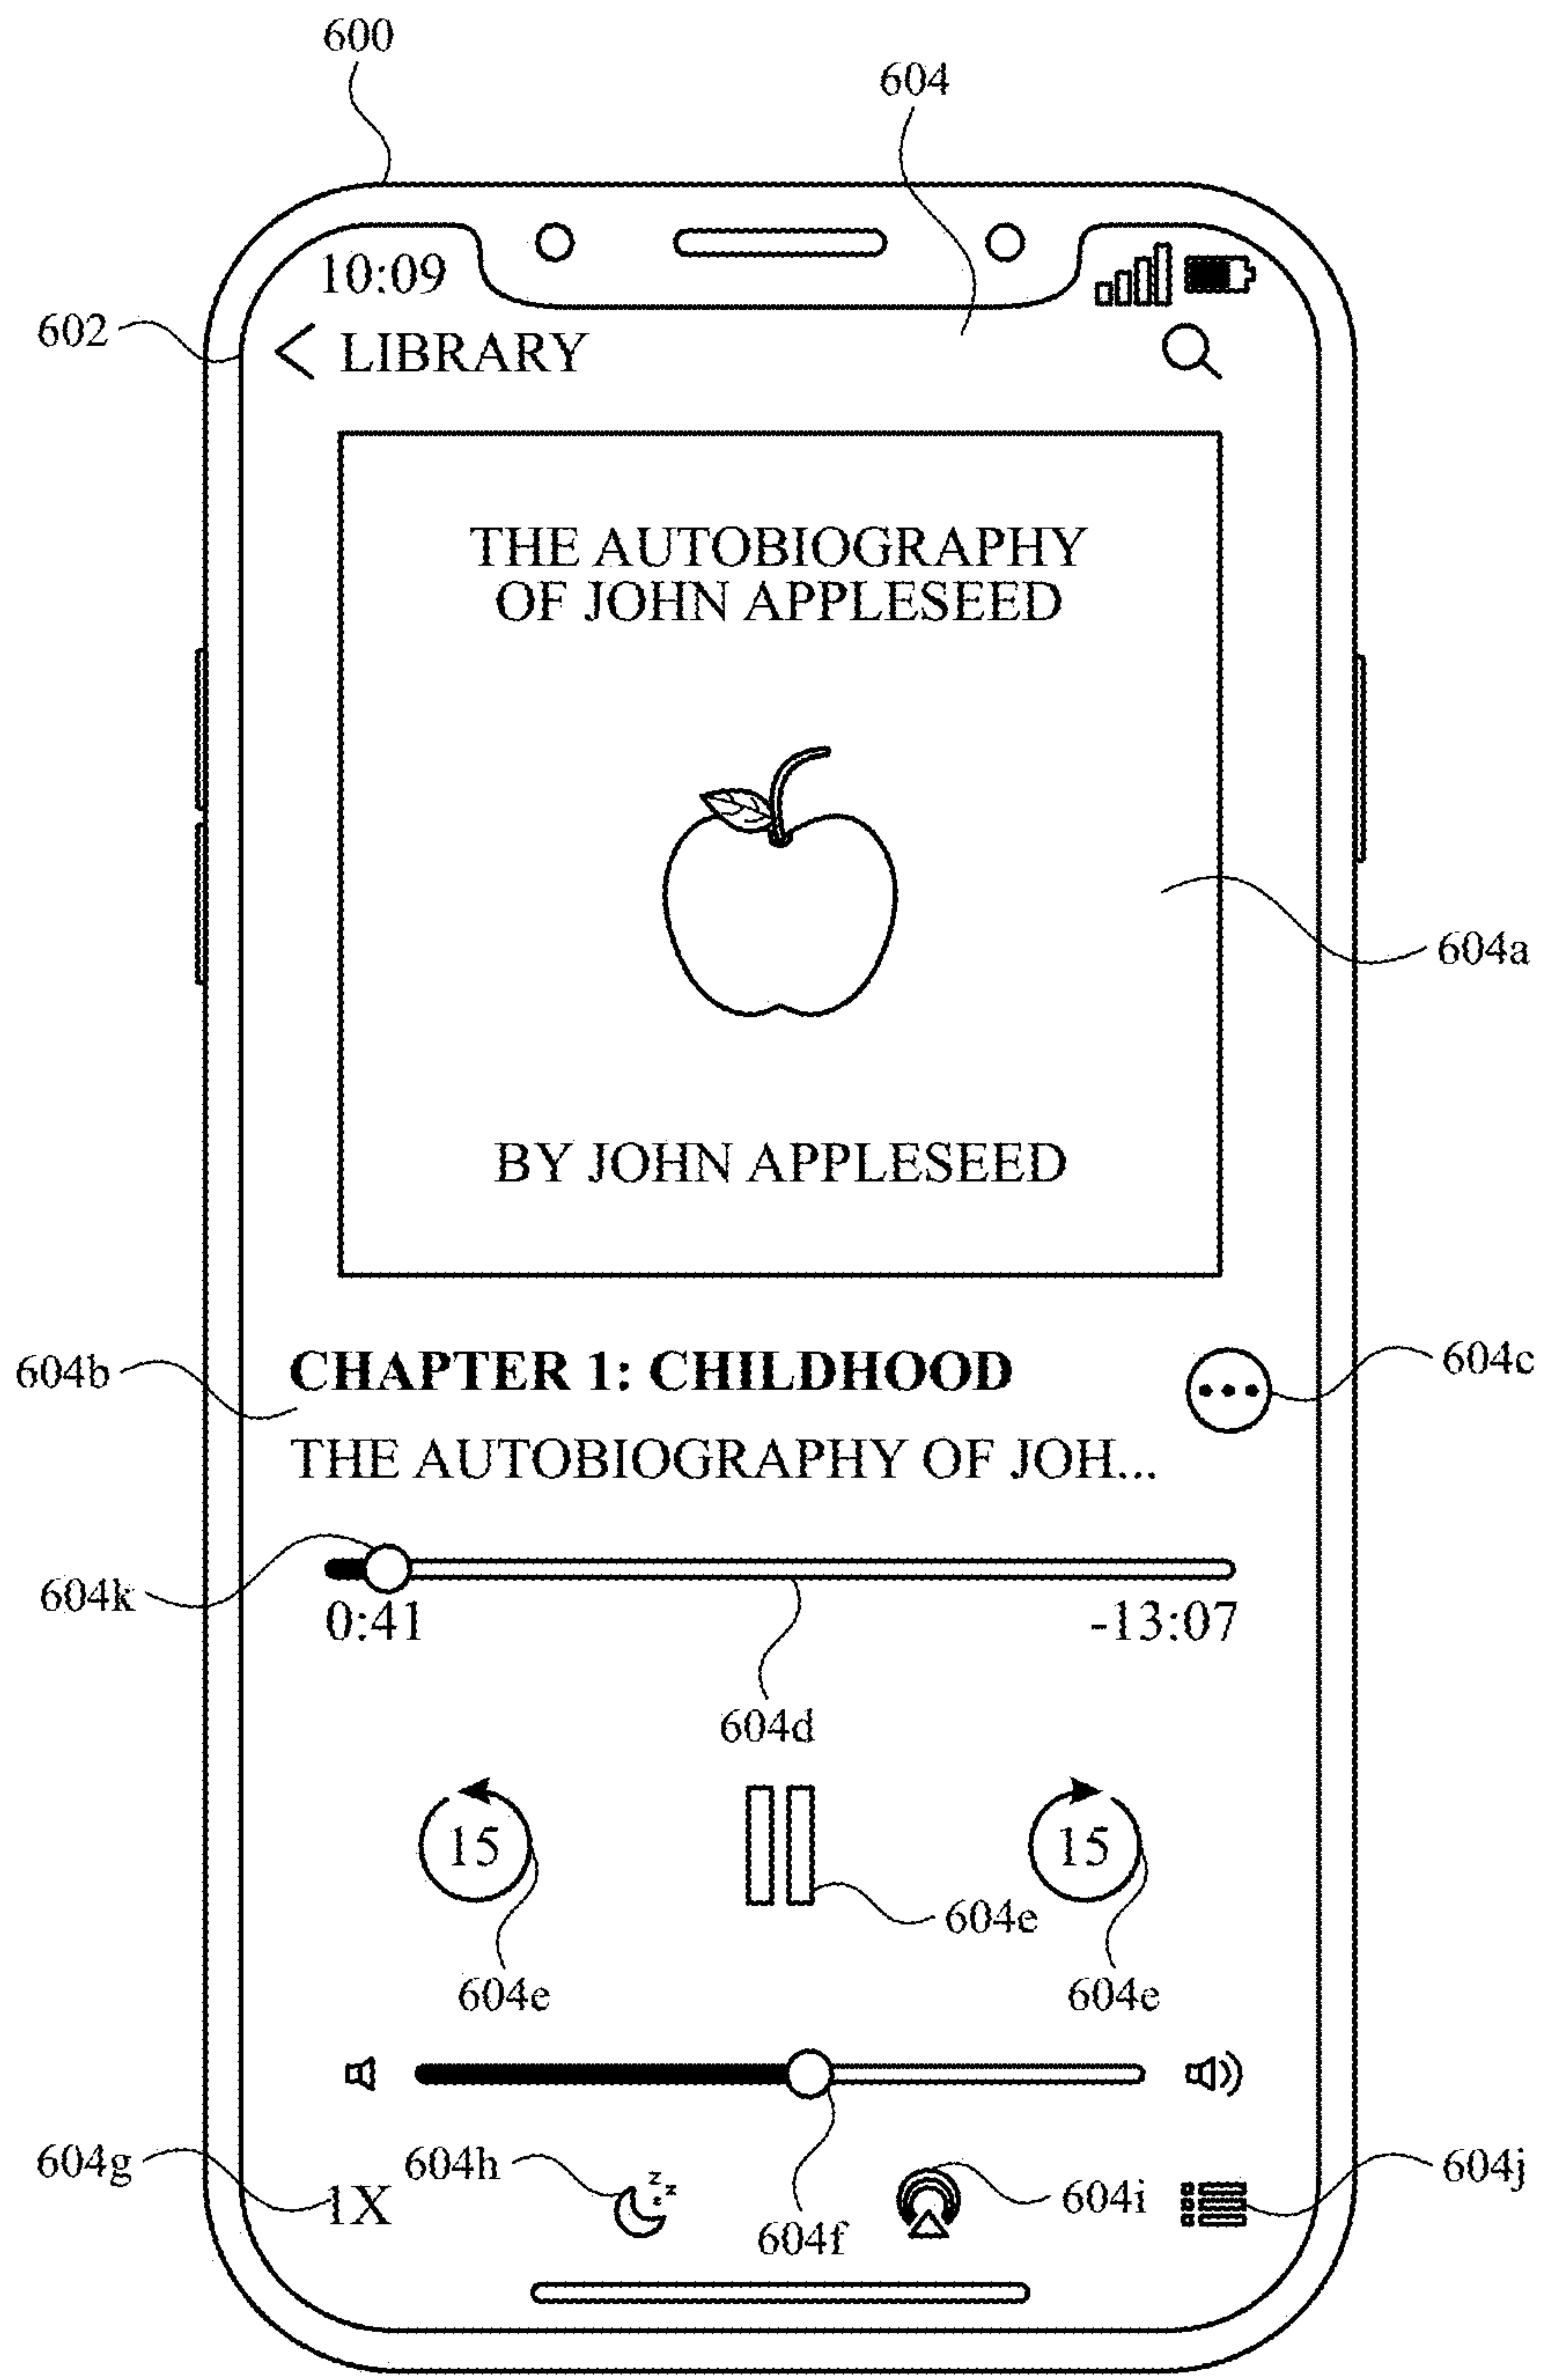 600
604
10:09
602
LIBRARY
THE AUTOBIOGRAPHY
OF JOHN APPLESEED
604a
BY JOHN APPLESEED
604b
CHAPTER 1: CHILDHOOD
604c
THE AUTOBIOGRAPHY OF JOH...
604k
0:41
-13:07
604d
15
15
604e
604e
604e
604g
604h
z z z
604i
604j
1X
604f